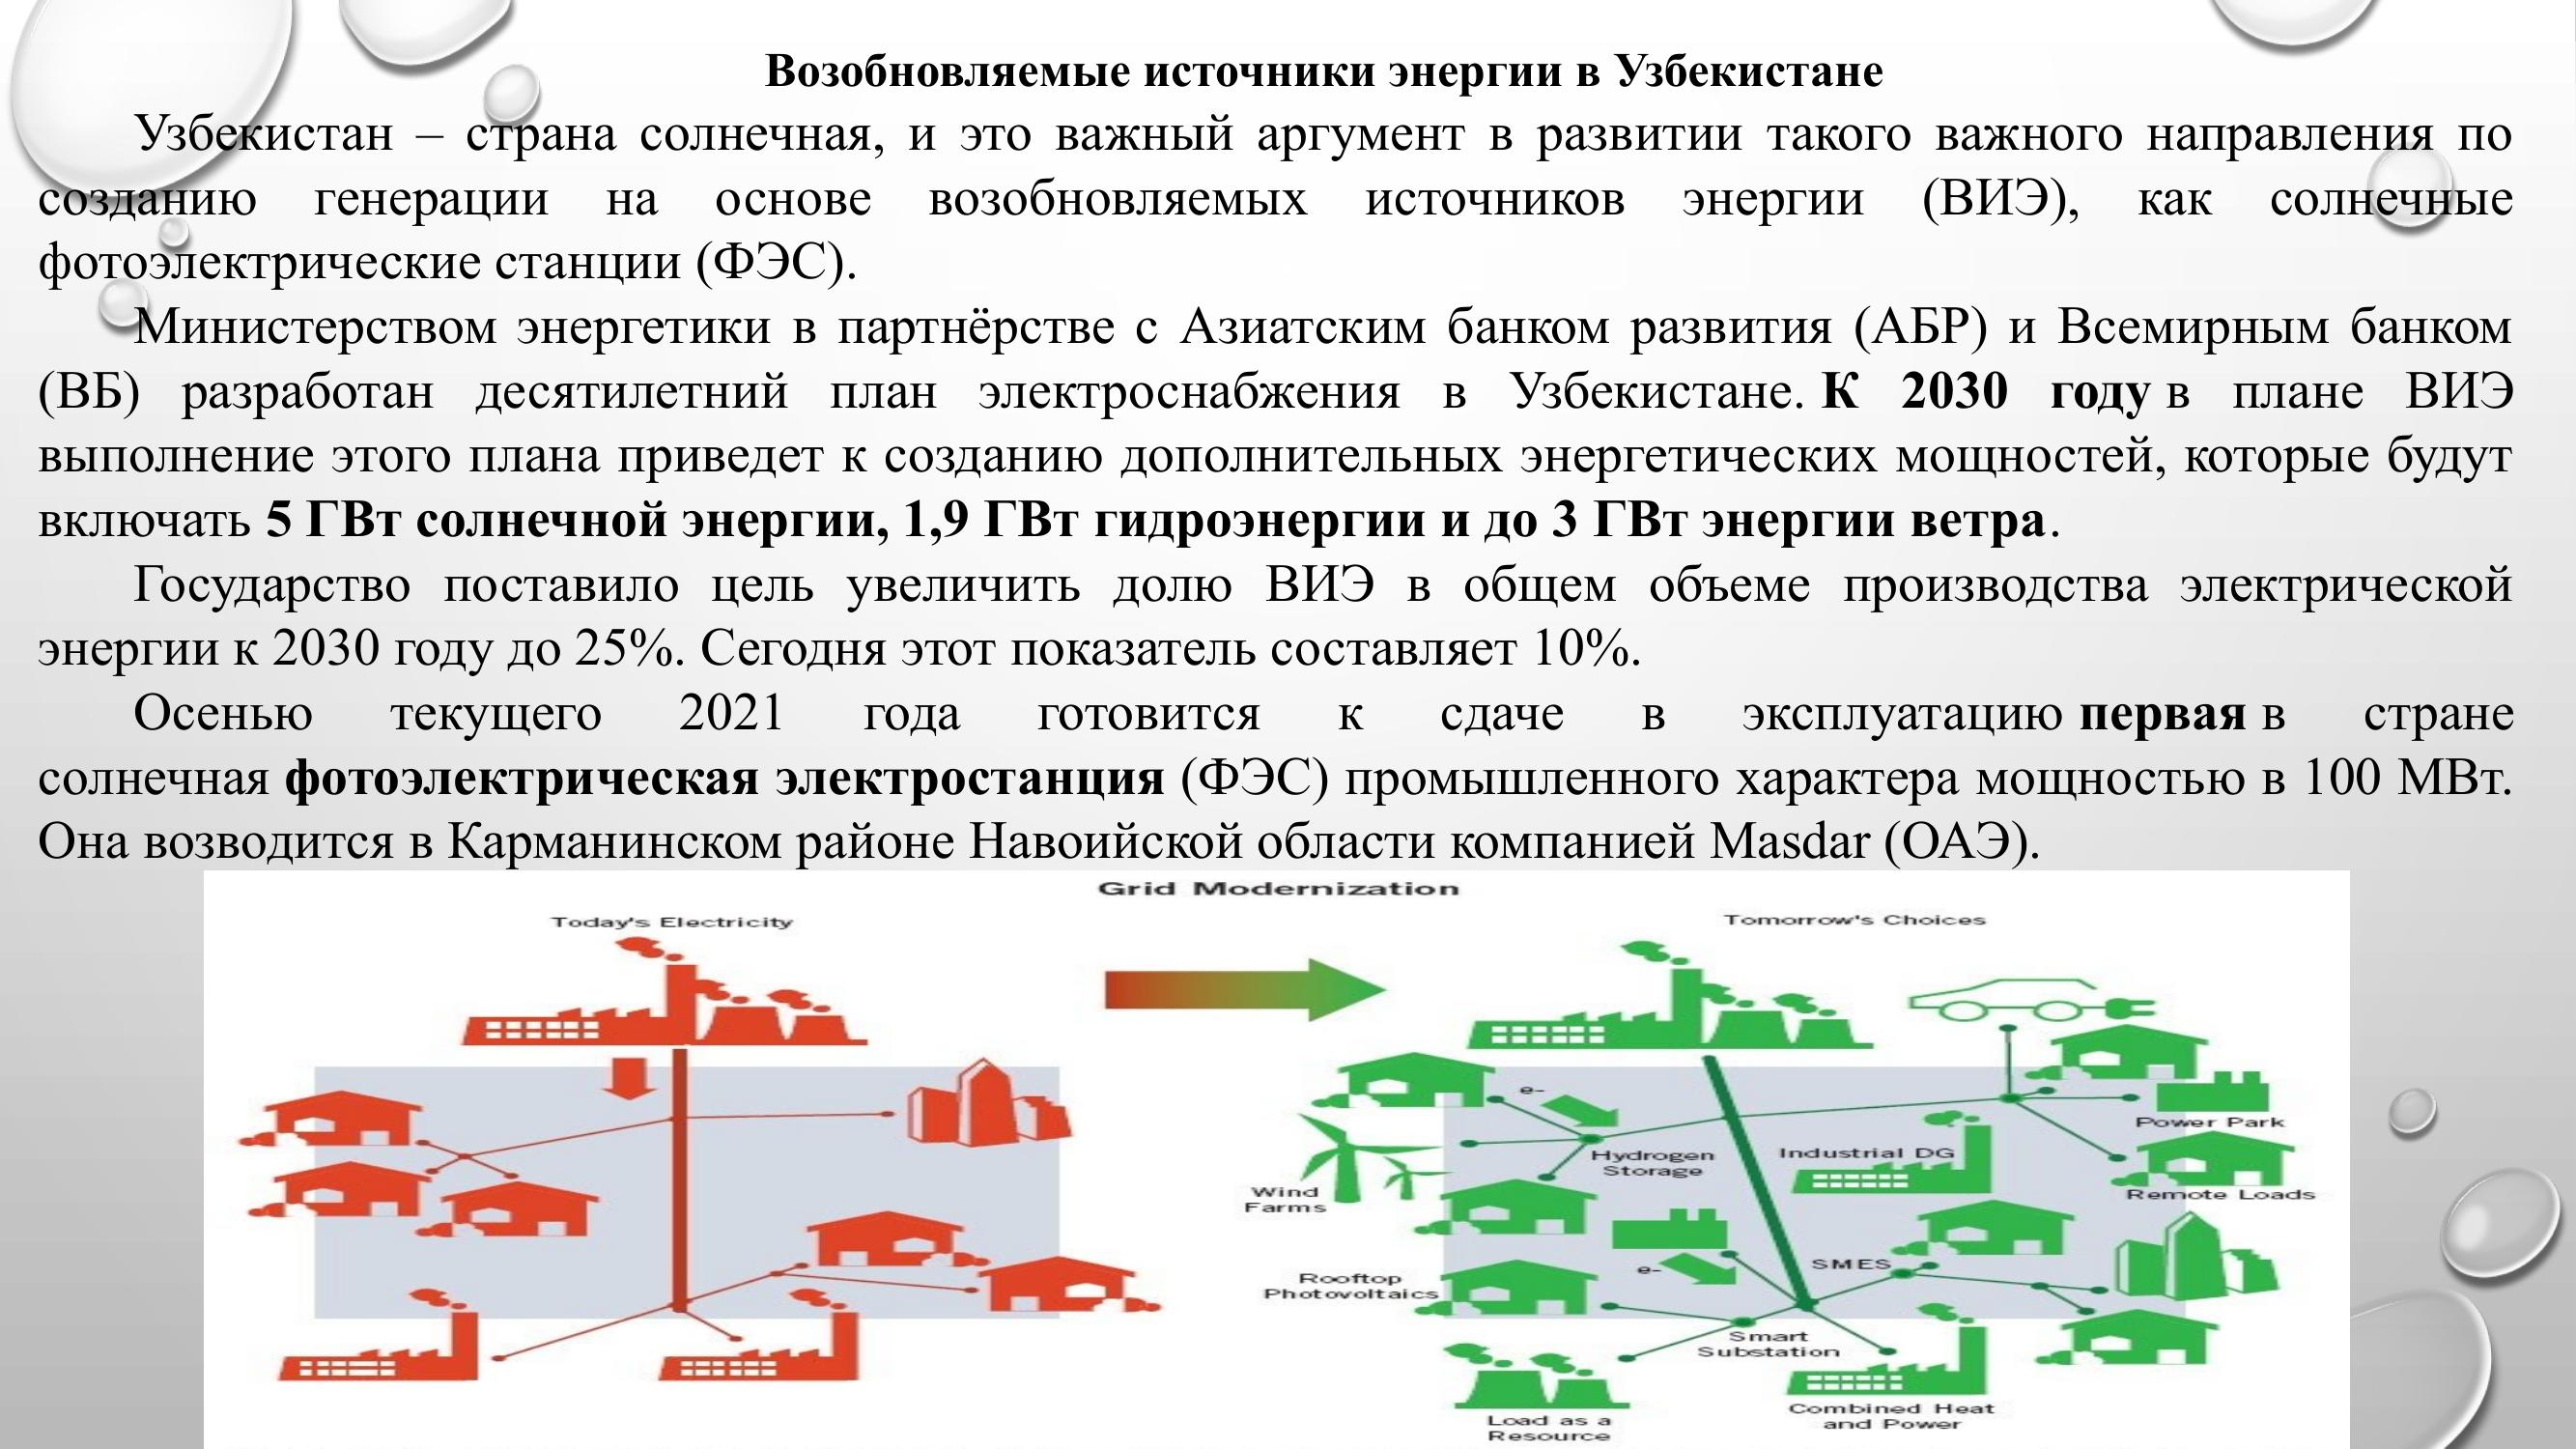 Возобновляемые источники энергии в Узбекистане
Узбекистан – страна солнечная, и это важный аргумент в развитии такого важного направления по
созданию генерации на основе возобновляемых источников энергии (ВИЭ), как солнечные
фотоэлектрические станции (ФЭС).
Министерством энергетики в партнёрстве с Азиатским банком развития (АБР) и Всемирным банком
(ВБ) разработан десятилетний план электроснабжения в Узбекистане. К 2030 году в плане ВИЭ
выполнение этого плана приведет к созданию дополнительных энергетических мощностей, которые будут
включать 5 ГВт солнечной энергии, 1,9 ГВт гидроэнергии и до 3 ГВт энергии ветра.
Государство поставило цель увеличить долю ВИЭ в общем объеме производства электрической
энергии к 2030 году до 25%. Сегодня этот показатель составляет 10%.
Осенью текущего 2021 года готовится к сдаче в эксплуатацию первая в стране
солнечная фотоэлектрическая электростанция (ФЭС) промышленного характера мощностью в 100 МВт.
Она возводится в Карманинском районе Навоийской области компанией Masdar (ОАЭ).
Grid Modernization
Today's Electricity
Tomorrow's Choices
e-
Power Park
Hydrogen
Storage
Industrial DG
Wind
Farms
Remote Loads
Rooftop
Photovoltaics
e-
SMES
Smart
Substation
Load as a
Resource
Combined Heat
and Power